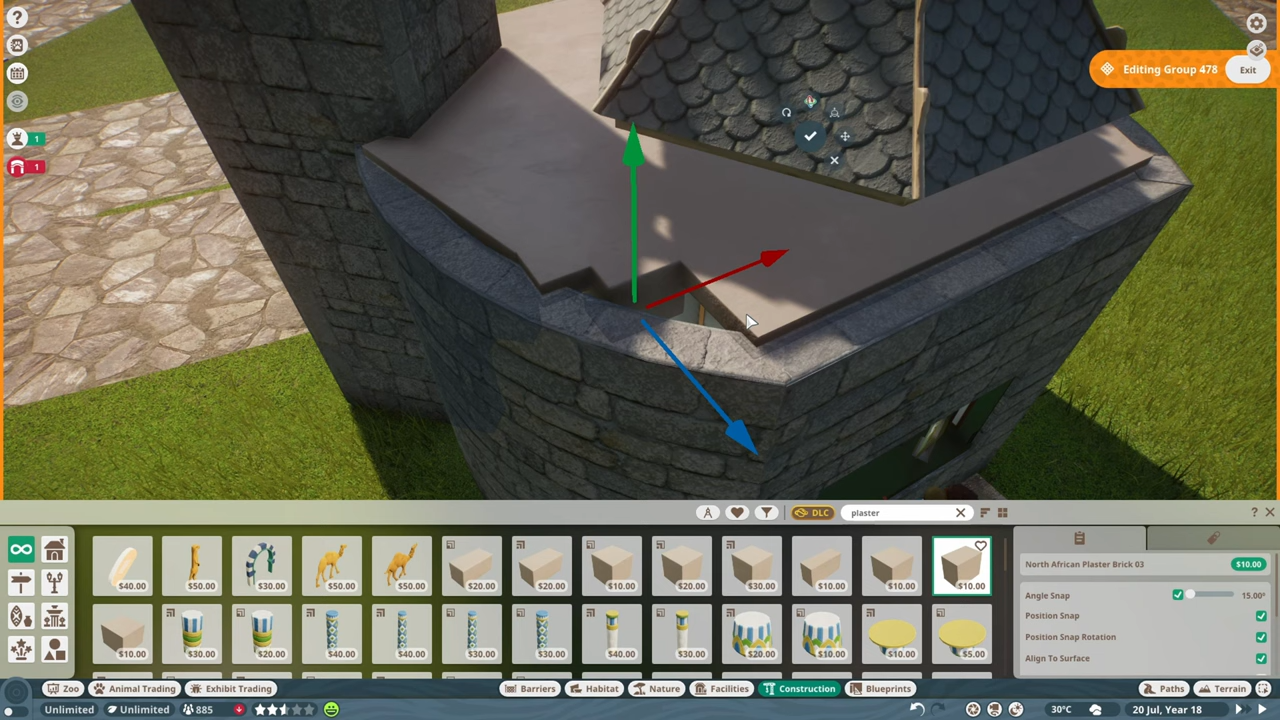 ?
Editing Group 478
Exit
1
1
DLC
plaster
?
$40.00
$50.00
$30.00
$50.00
$50.00
$20.00
$20.00
$10.00
$20.00
$30.00
$10.00
$10.00
$10.00
$10.00
$30.00
$20.00
$40.00
$40.00
$30.00
$30.00
$40.00
$30.00
$20.00
$10.00
$10.00
$5.00
North African Plaster Brick 03
$10.00
Angle Snap
15.00°
Position Snap
Position Snap Rotation
Align To Surface
Zoo
Animal Trading
Exhibit Trading
Barriers
Habitat
Nature
Facilities
Construction
Blueprints
Paths
Terrain
Unlimited
Unlimited
885
30°C
20 Jul, Year 18